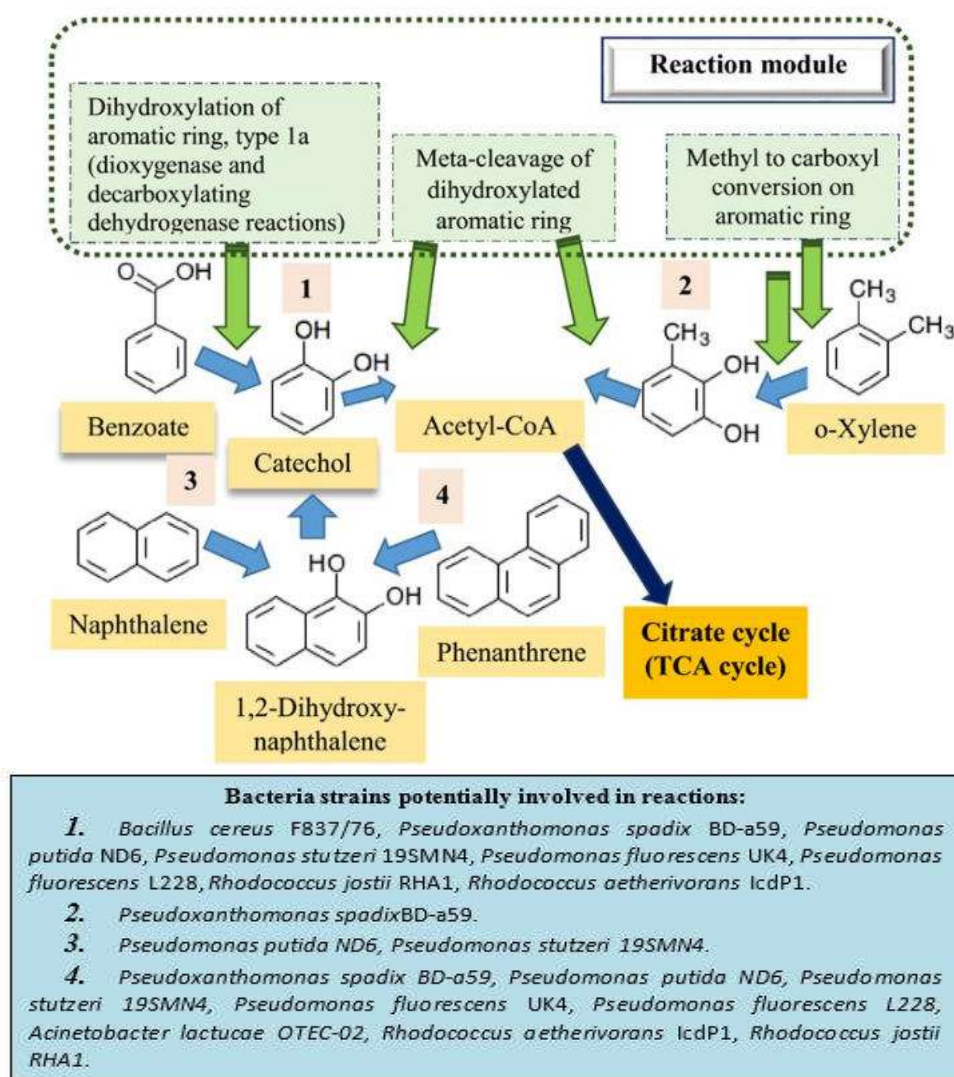 Reaction module
Dihydroxylation of
aromatic ring, type 1a
(dioxygenase and
decarboxylating
dehydrogenase reactions)
Meta-cleavage of
dihydroxylated
aromatic ring
Methyl to carboxyl
conversion on
aromatic ring
O
OH
1
OH
OH
2
CH3
OH
OH
CH3
CH3
Benzoate
Catechol
Acetyl-CoA
o-Xylene
3
4
HO
OH
Naphthalene
Phenanthrene
Citrate cycle
(TCA cycle)
1,2-Dihydroxy-
naphthalene
Bacteria strains potentially involved in reactions:
1. Bacillus cereus F837/76, Pseudoxanthomonas spadix BD-a59, Pseudomonas
putida ND6, Pseudomonas stutzeri 19SMN4, Pseudomonas fluorescens UK4, Pseudomonas
fluorescens L228, Rhodococcus jostii RHA1, Rhodococcus aetherivorans IcdP1.
2. Pseudoxanthomonas spadixBD-a59.
3. Pseudomonas putida ND6, Pseudomonas stutzeri 19SMN4.
4. Pseudoxanthomonas spadix BD-a59, Pseudomonas putida ND6, Pseudomonas
stutzeri 19SMN4, Pseudomonas fluorescens UK4, Pseudomonas fluorescens L228,
Acinetobacter lactucae OTEC-02, Rhodococcus aetherivorans IcdP1, Rhodococcus jostii
RHA1.